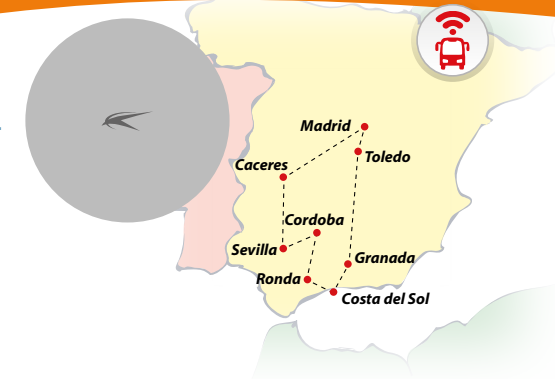 Madrid
Toledo
Caceres
Cordoba
Sevilla
Granada
Ronda
Costa del Sol